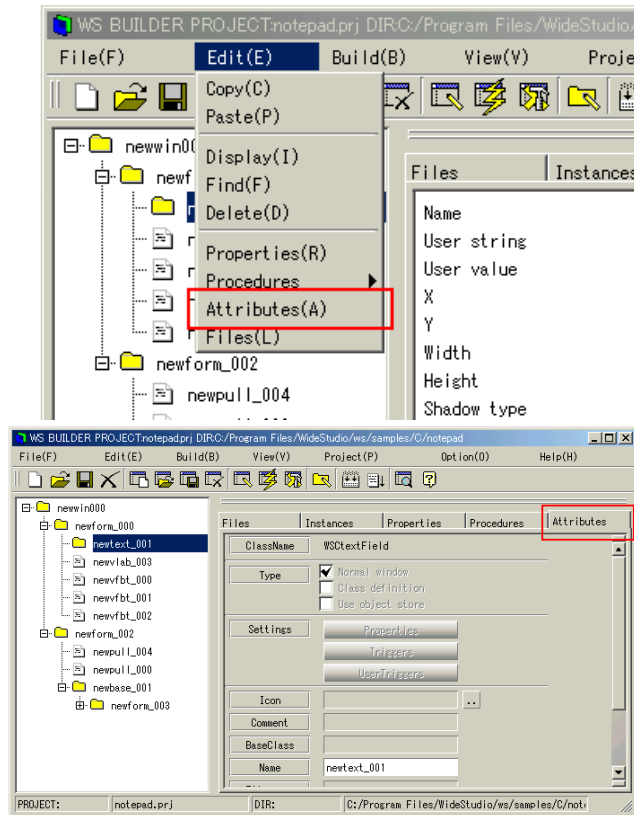 WS BUILDER PROJECT:notepad.prj DIR:C:/Program Files/WideStudio/
File(F) Edit(E) Build(B) View(V) Proje
Copy(C)
Paste(P)
Display(I)
Find(F)
Delete(D)
Properties(R)
Procedures
Attributes(A)
Files(L)
newwin0
newf
newform_002
newpull_004
Files Instances
Name
User string
User value
X
Y
Width
Height
Shadow type
WS BUILDER PROJECT:notepad.prj DIR:C:/Program Files/WideStudio/ws/samples/C/notepad
File(F) Edit(E) Build(B) View(V) Project(P) Option(O) Help(H)
newwin000
newform_000
newtext_001
newvlab_003
newvfbt_000
newvfbt_001
newvfbt_002
newform_002
newpull_004
newpull_000
newbase_001
newform_003
Files Instances Properties Procedures Attributes
ClassName WSCtextField
Type Normal window
Class definition
Use object store
Settings Properties
Triggers
UserTriggers
Icon ..
Comment
BaseClass
Name newtext_001
PROJECT: notepad.prj DIR: C:/Program Files/WideStudio/ws/samples/C/not